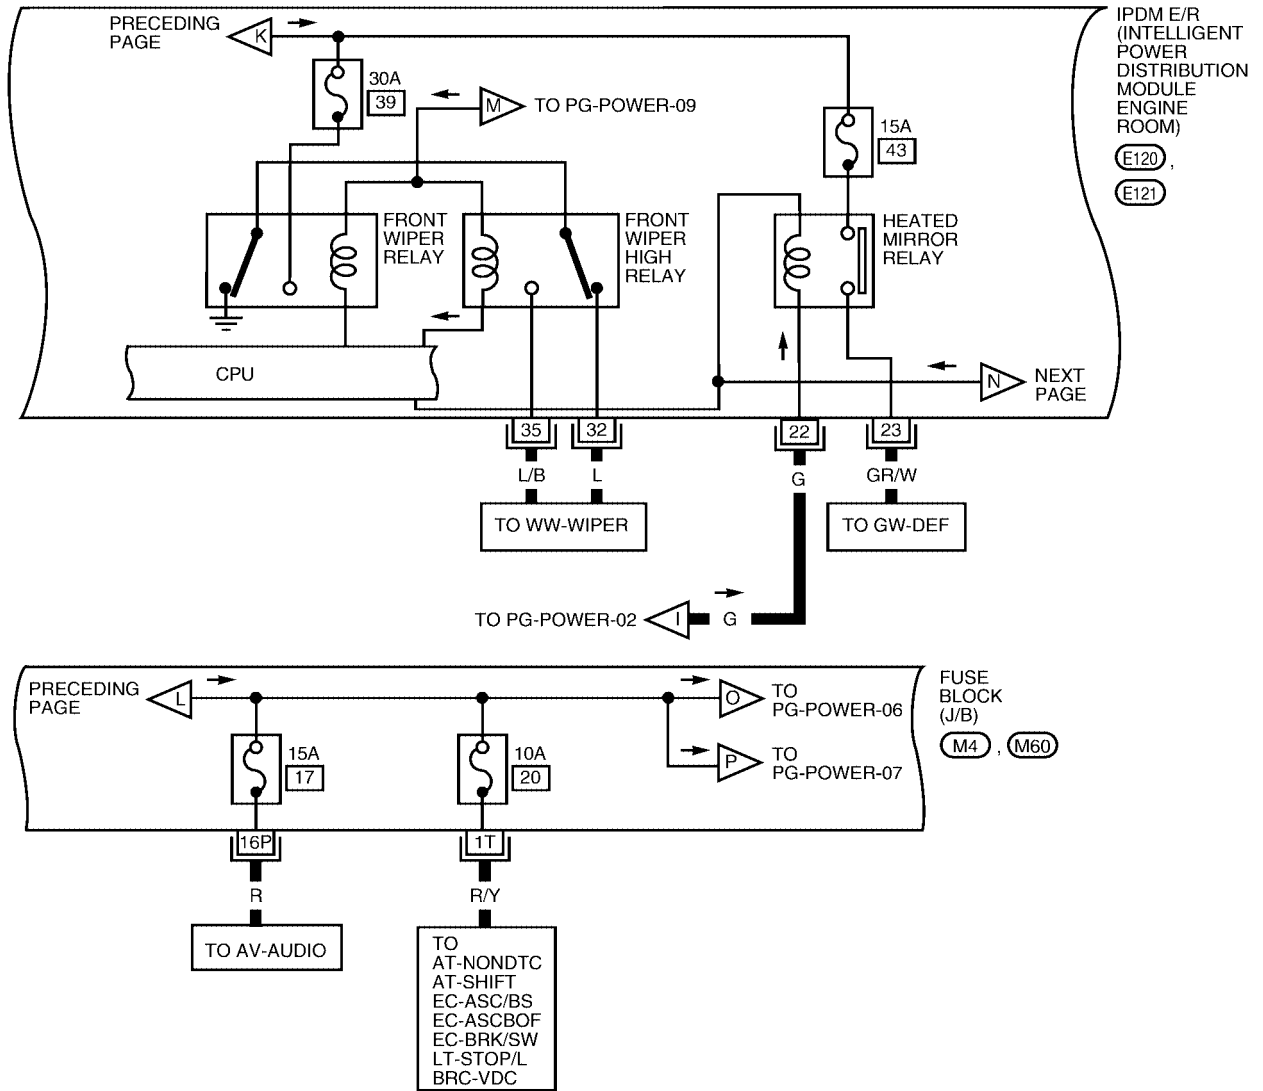 PRECEDING
PAGE
K
30A
39
M
TO PG-POWER-09
15A
43
IPDM E/R
(INTELLIGENT
POWER
DISTRIBUTION
MODULE
ENGINE
ROOM)
E120 ,
E121
FRONT
WIPER
RELAY
FRONT
WIPER
HIGH
RELAY
HEATED
MIRROR
RELAY
CPU
N
NEXT
PAGE
35
32
22
23
L/B
L
G
GR/W
TO WW-WIPER
TO GW-DEF
TO PG-POWER-02
I
G
PRECEDING
PAGE
L
O
TO
PG-POWER-06
P
TO
PG-POWER-07
FUSE
BLOCK
(J/B)
M4 , M60
15A
17
10A
20
16P
1T
R
R/Y
TO AV-AUDIO
TO
AT-NONDTC
AT-SHIFT
EC-ASC/BS
EC-ASCBOF
EC-BRK/SW
LT-STOP/L
BRC-VDC